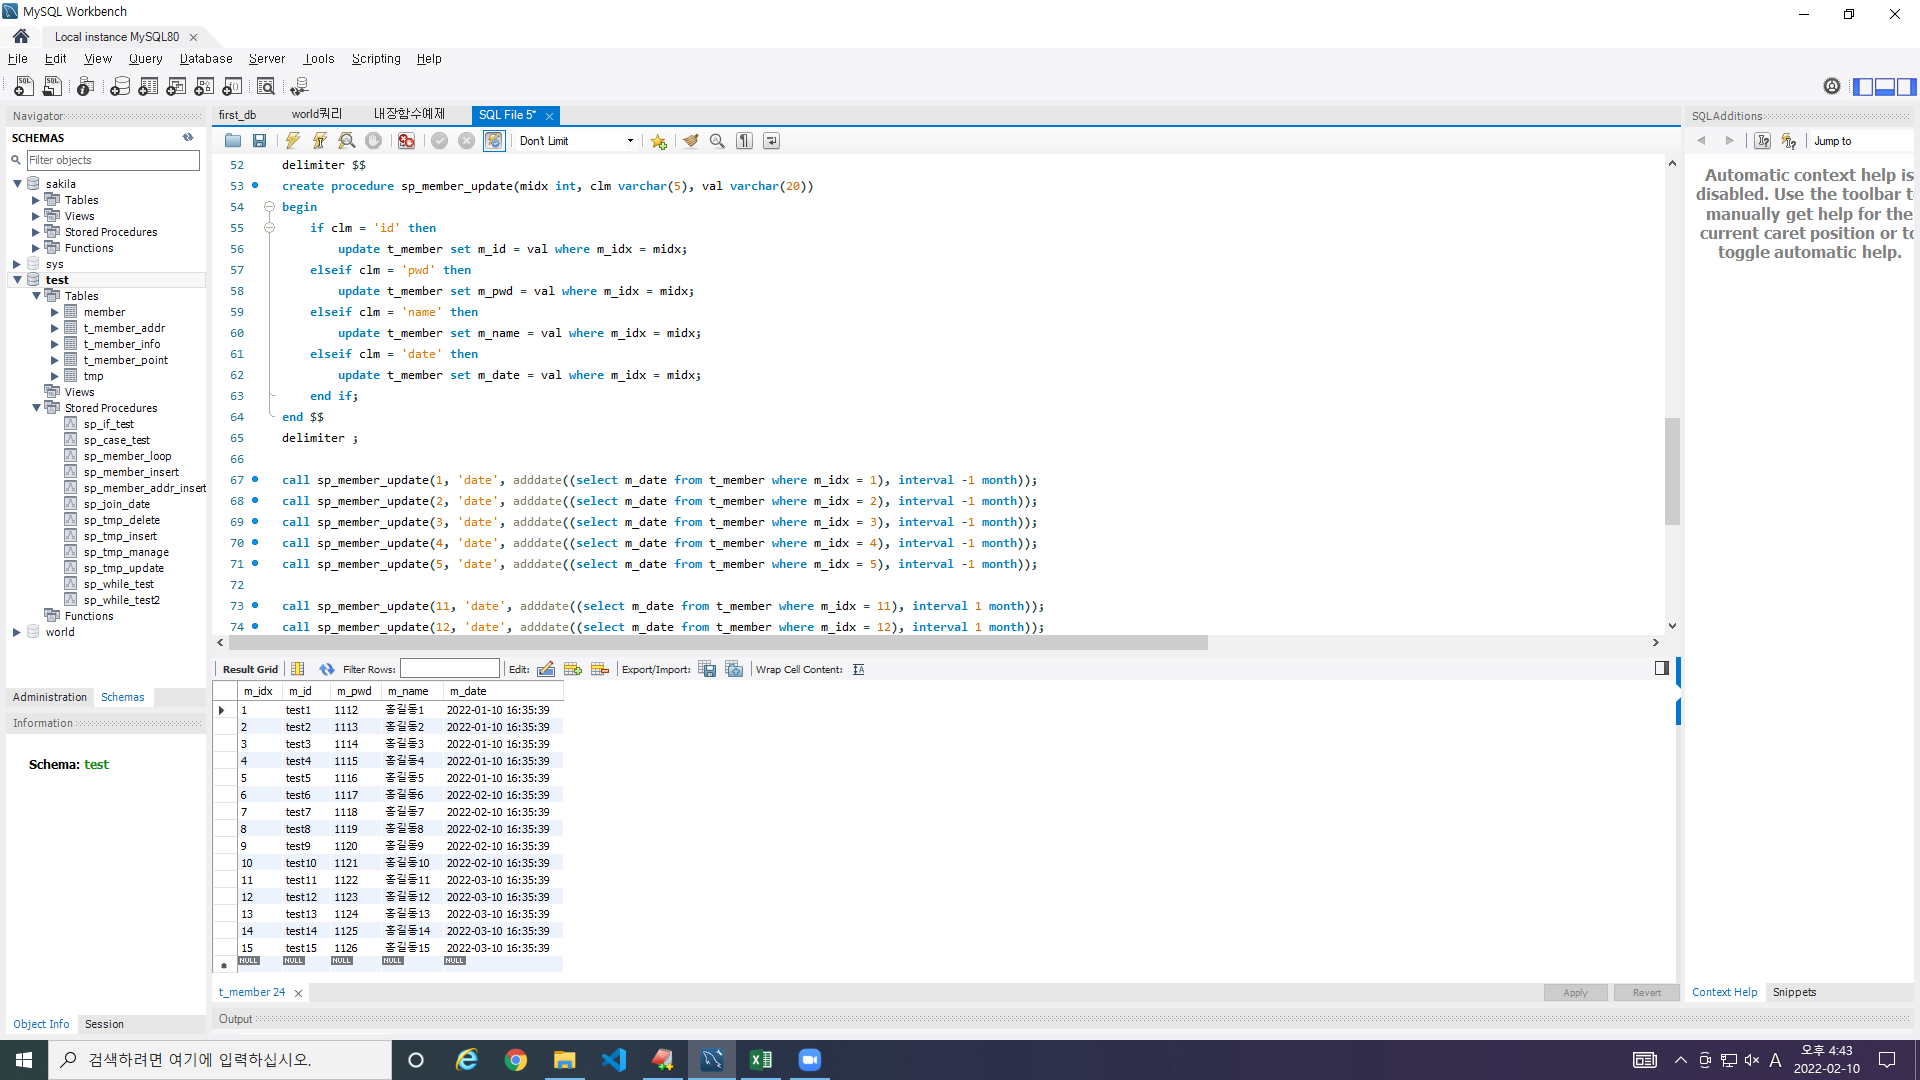 MySQL Workbench
Local instance MySQL80
File Edit View Query Database Server Tools Scripting Help
Navigator
SCHEMAS
Filter objects
sakila
Tables
Views
Stored Procedures
Functions
sys
test
Tables
member
t_member_addr
t_member_info
t_member_point
tmp
Views
Stored Procedures
sp_if_test
sp_case_test
sp_member_loop
sp_member_insert
sp_member_addr_insert
sp_join_date
sp_tmp_delete
sp_tmp_insert
sp_tmp_manage
sp_tmp_update
sp_while_test
sp_while_test2
Functions
world
Administration Schemas
Information
Schema: test
Object Info Session
first_db world쿼리 내장함수예제 SQL File 5*
Don't Limit
52 delimiter $$
53 create procedure sp_member_update(midx int, clm varchar(5), val varchar(20))
54 begin
55 if clm = 'id' then
56 update t_member set m_id = val where m_idx = midx;
57 elseif clm = 'pwd' then
58 update t_member set m_pwd = val where m_idx = midx;
59 elseif clm = 'name' then
60 update t_member set m_name = val where m_idx = midx;
61 elseif clm = 'date' then
62 update t_member set m_date = val where m_idx = midx;
63 end if;
64 end $$
65 delimiter ;
66
67 call sp_member_update(1, 'date', adddate((select m_date from t_member where m_idx = 1), interval -1 month));
68 call sp_member_update(2, 'date', adddate((select m_date from t_member where m_idx = 2), interval -1 month));
69 call sp_member_update(3, 'date', adddate((select m_date from t_member where m_idx = 3), interval -1 month));
70 call sp_member_update(4, 'date', adddate((select m_date from t_member where m_idx = 4), interval -1 month));
71 call sp_member_update(5, 'date', adddate((select m_date from t_member where m_idx = 5), interval -1 month));
72
73 call sp_member_update(11, 'date', adddate((select m_date from t_member where m_idx = 11), interval 1 month));
74 call sp_member_update(12, 'date', adddate((select m_date from t_member where m_idx = 12), interval 1 month));
Result Grid Filter Rows: Edit: Export/Import: Wrap Cell Content:
m_idx m_id m_pwd m_name m_date
1 test1 1112 홍길동1 2022-01-10 16:35:39
2 test2 1113 홍길동2 2022-01-10 16:35:39
3 test3 1114 홍길동3 2022-01-10 16:35:39
4 test4 1115 홍길동4 2022-01-10 16:35:39
5 test5 1116 홍길동5 2022-01-10 16:35:39
6 test6 1117 홍길동6 2022-02-10 16:35:39
7 test7 1118 홍길동7 2022-02-10 16:35:39
8 test8 1119 홍길동8 2022-02-10 16:35:39
9 test9 1120 홍길동9 2022-02-10 16:35:39
10 test10 1121 홍길동10 2022-02-10 16:35:39
11 test11 1122 홍길동11 2022-03-10 16:35:39
12 test12 1123 홍길동12 2022-03-10 16:35:39
13 test13 1124 홍길동13 2022-03-10 16:35:39
14 test14 1125 홍길동14 2022-03-10 16:35:39
15 test15 1126 홍길동15 2022-03-10 16:35:39
NULL NULL NULL NULL NULL
t_member 24
Apply Revert
Output
SQLAdditions
Jump to
Automatic context help is
disabled. Use the toolbar t
manually get help for the
current caret position or to
toggle automatic help.
Context Help Snippets
검색하려면 여기에 입력하십시오.
A
오후 4:43
2022-02-10